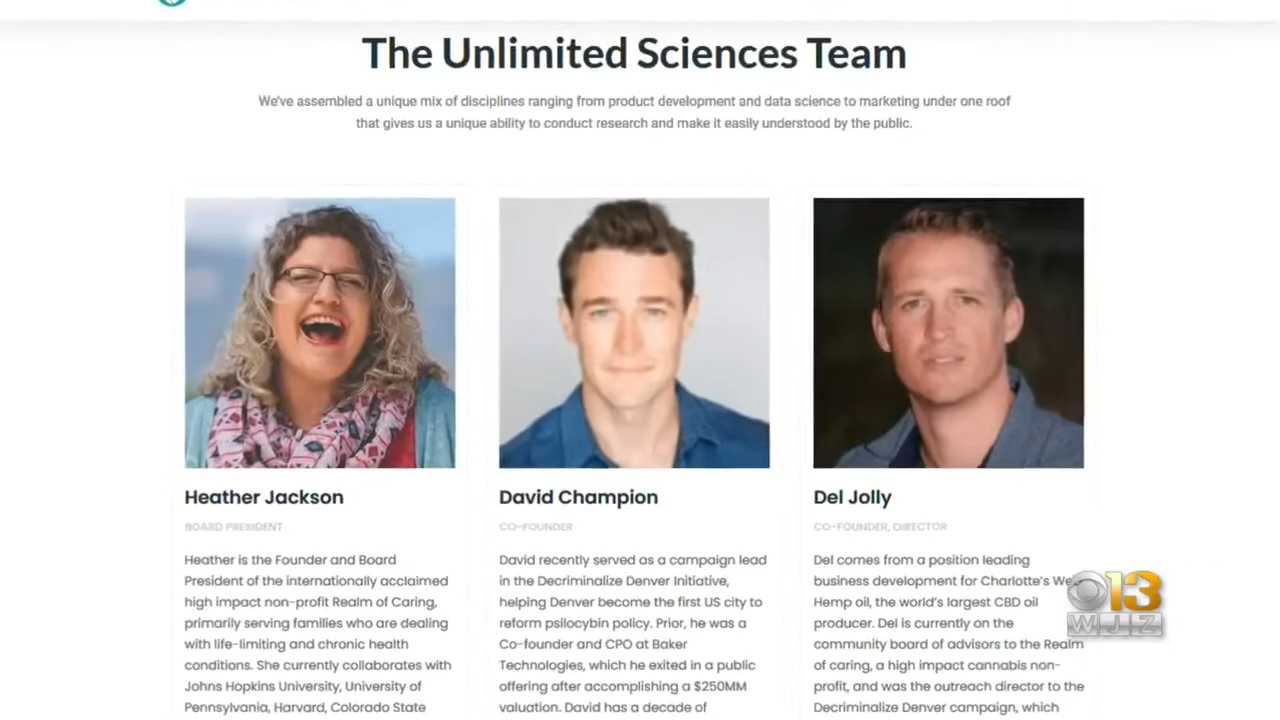 The Unlimited Sciences Team
We've assembled a unique mix of disciplines ranging from product development and data science to marketing under one roof
that gives us a unique ability to conduct research and make it easily understood by the public.
Heather Jackson
BOARD PRESIDENT
Heather is the Founder and Board
President of the internationally acclaimed
high impact non-profit Realm of Caring,
primarily serving families who are dealing
with life-limiting and chronic health
conditions. She currently collaborates with
Johns Hopkins University, University of
Pennsylvania, Harvard, Colorado State
David Champion
CO-FOUNDER
David recently served as a campaign lead
in the Decriminalize Denver Initiative,
helping Denver become the first US city to
reform psilocybin policy. Prior, he was a
Co-founder and CPO at Baker
Technologies, which he exited in a public
offering after accomplishing a $250MM
valuation. David has a decade of
Del Jolly
CO-FOUNDER, DIRECTOR
Del comes from a position leading
business development for Charlotte's
Hemp oil, the world's largest CBD oil
producer. Del is currently on the
community board of advisors to the Realm
of caring, a high impact cannabis non-
profit, and was the outreach director to the
Decriminalize Denver campaign, which
13
WJZ